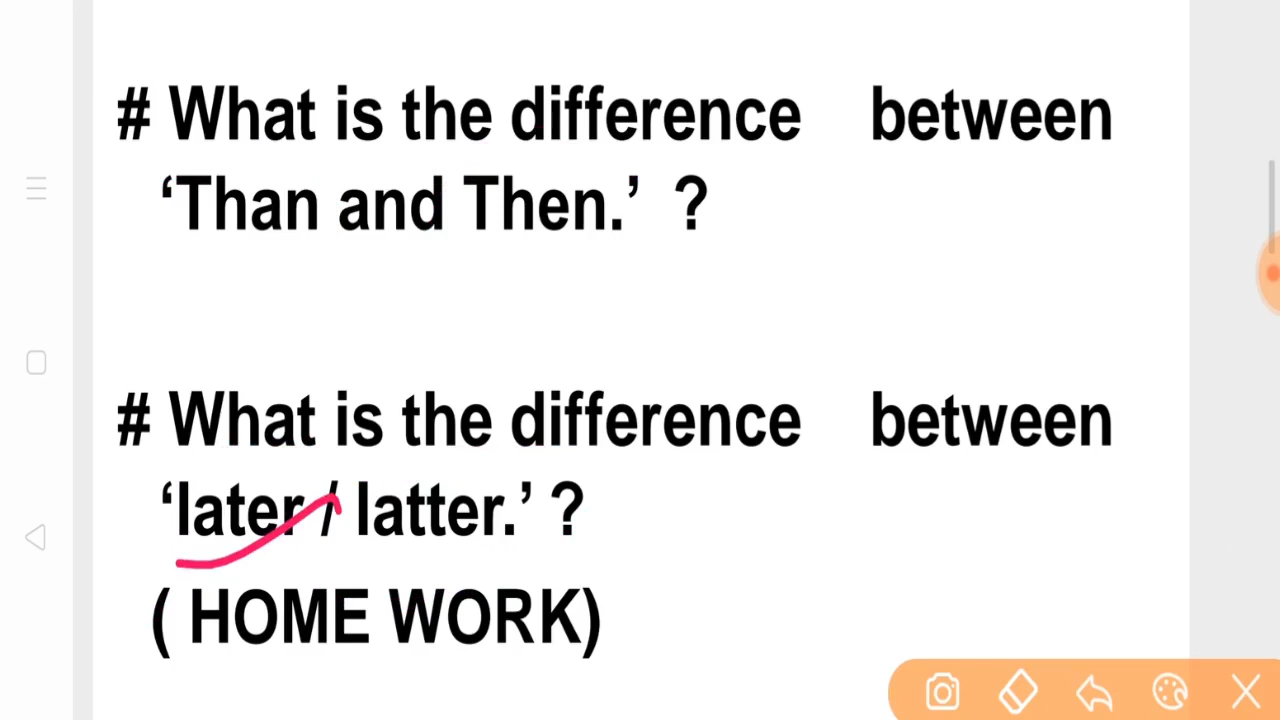 # What is the difference between
‘Than and Then.’ ?
# What is the difference between
‘later / latter.’ ?
( HOME WORK)